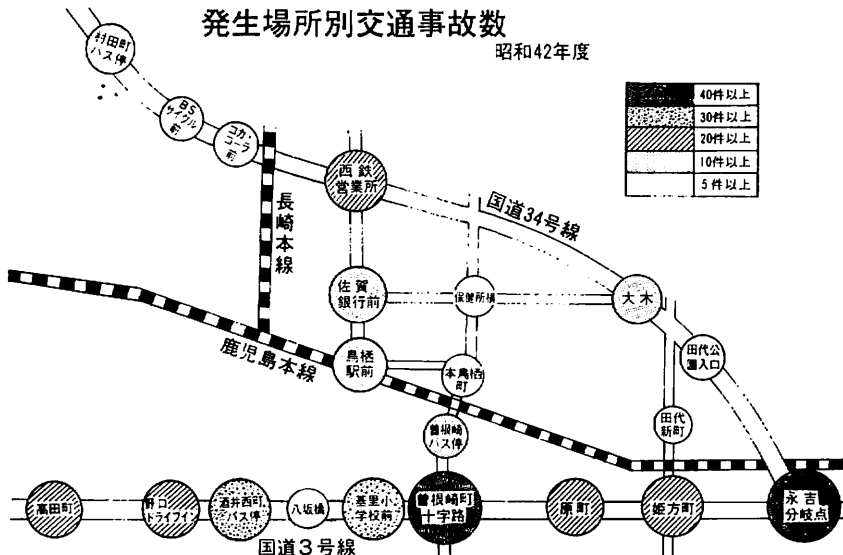 発生場所別交通事故数
昭和42年度
40件以上
30件以上
20件以上
10件以上
5件以上
村田町
バス停
BS
サイクル
前
コカ・
コーラ
前
西鉄
営業所
国道34号線
長崎本線
佐賀
銀行前
保健所横
大木
鹿児島本線
鳥栖
駅前
本鳥栖
町
田代公
園入口
曽根崎
バス停
田代
新町
高田町
野口
ドライブイン
酒井西町
バス停
八坂橋
基里小
学校前
曽根崎町
十字路
原町
姫方町
永吉
分岐点
国道3号線